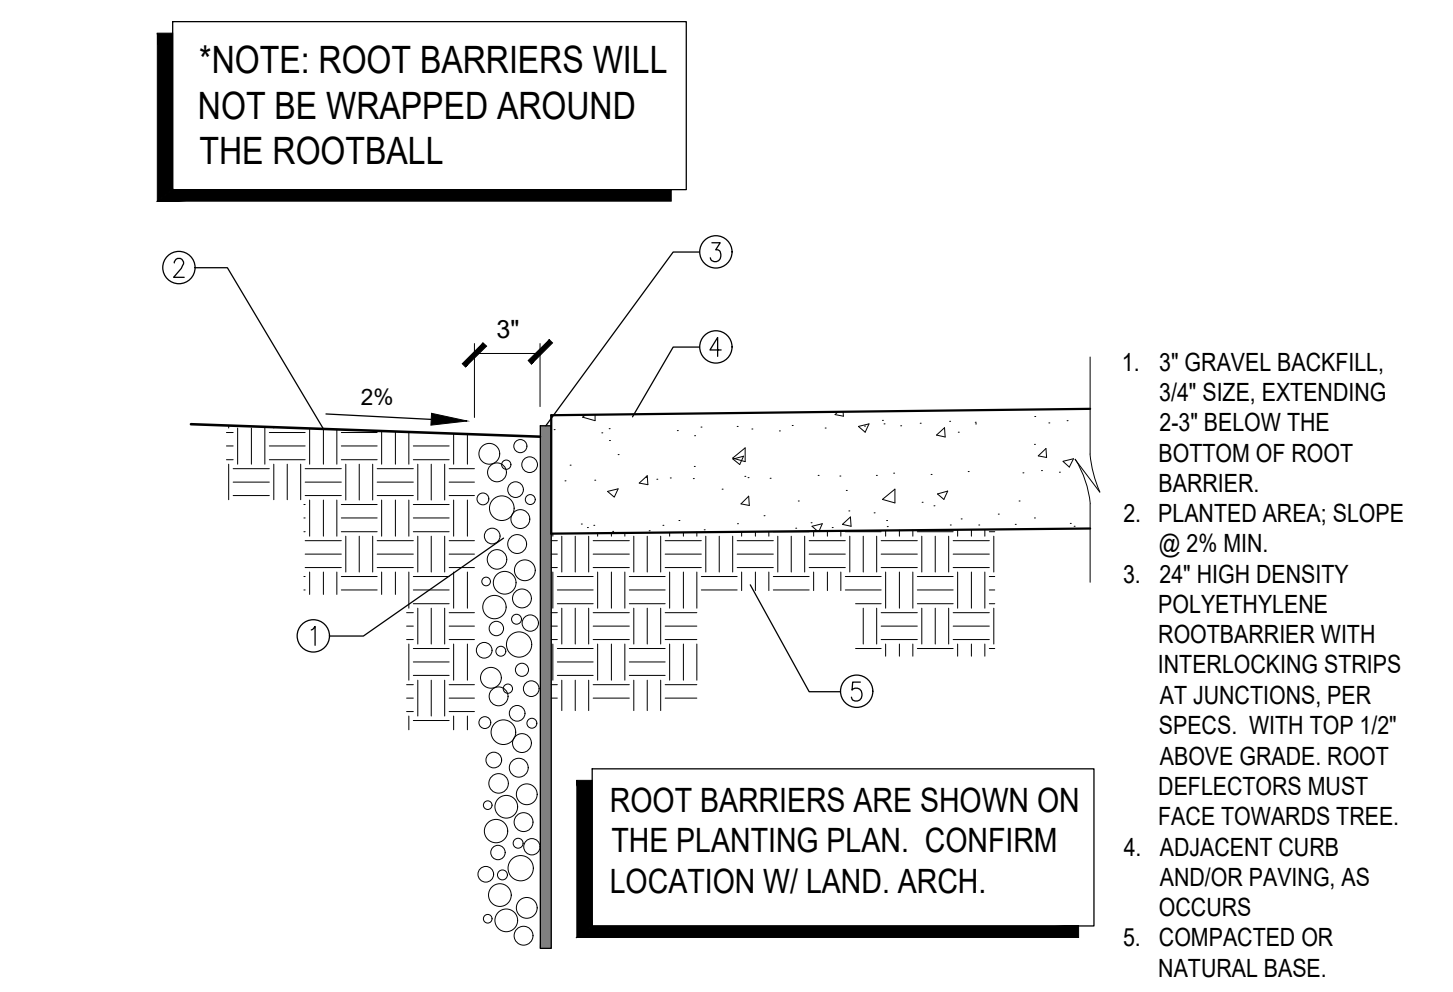 *NOTE: ROOT BARRIERS WILL
NOT BE WRAPPED AROUND
THE ROOTBALL
2
3
3"
4
2%
1
5
ROOT BARRIERS ARE SHOWN ON
THE PLANTING PLAN. CONFIRM
LOCATION W/ LAND. ARCH.
1. 3" GRAVEL BACKFILL,
3/4" SIZE, EXTENDING
2-3" BELOW THE
BOTTOM OF ROOT
BARRIER.
2. PLANTED AREA; SLOPE
@ 2% MIN.
3. 24" HIGH DENSITY
POLYETHYLENE
ROOTBARRIER WITH
INTERLOCKING STRIPS
AT JUNCTIONS, PER
SPECS. WITH TOP 1/2"
ABOVE GRADE. ROOT
DEFLECTORS MUST
FACE TOWARDS TREE.
4. ADJACENT CURB
AND/OR PAVING, AS
OCCURS
5. COMPACTED OR
NATURAL BASE.